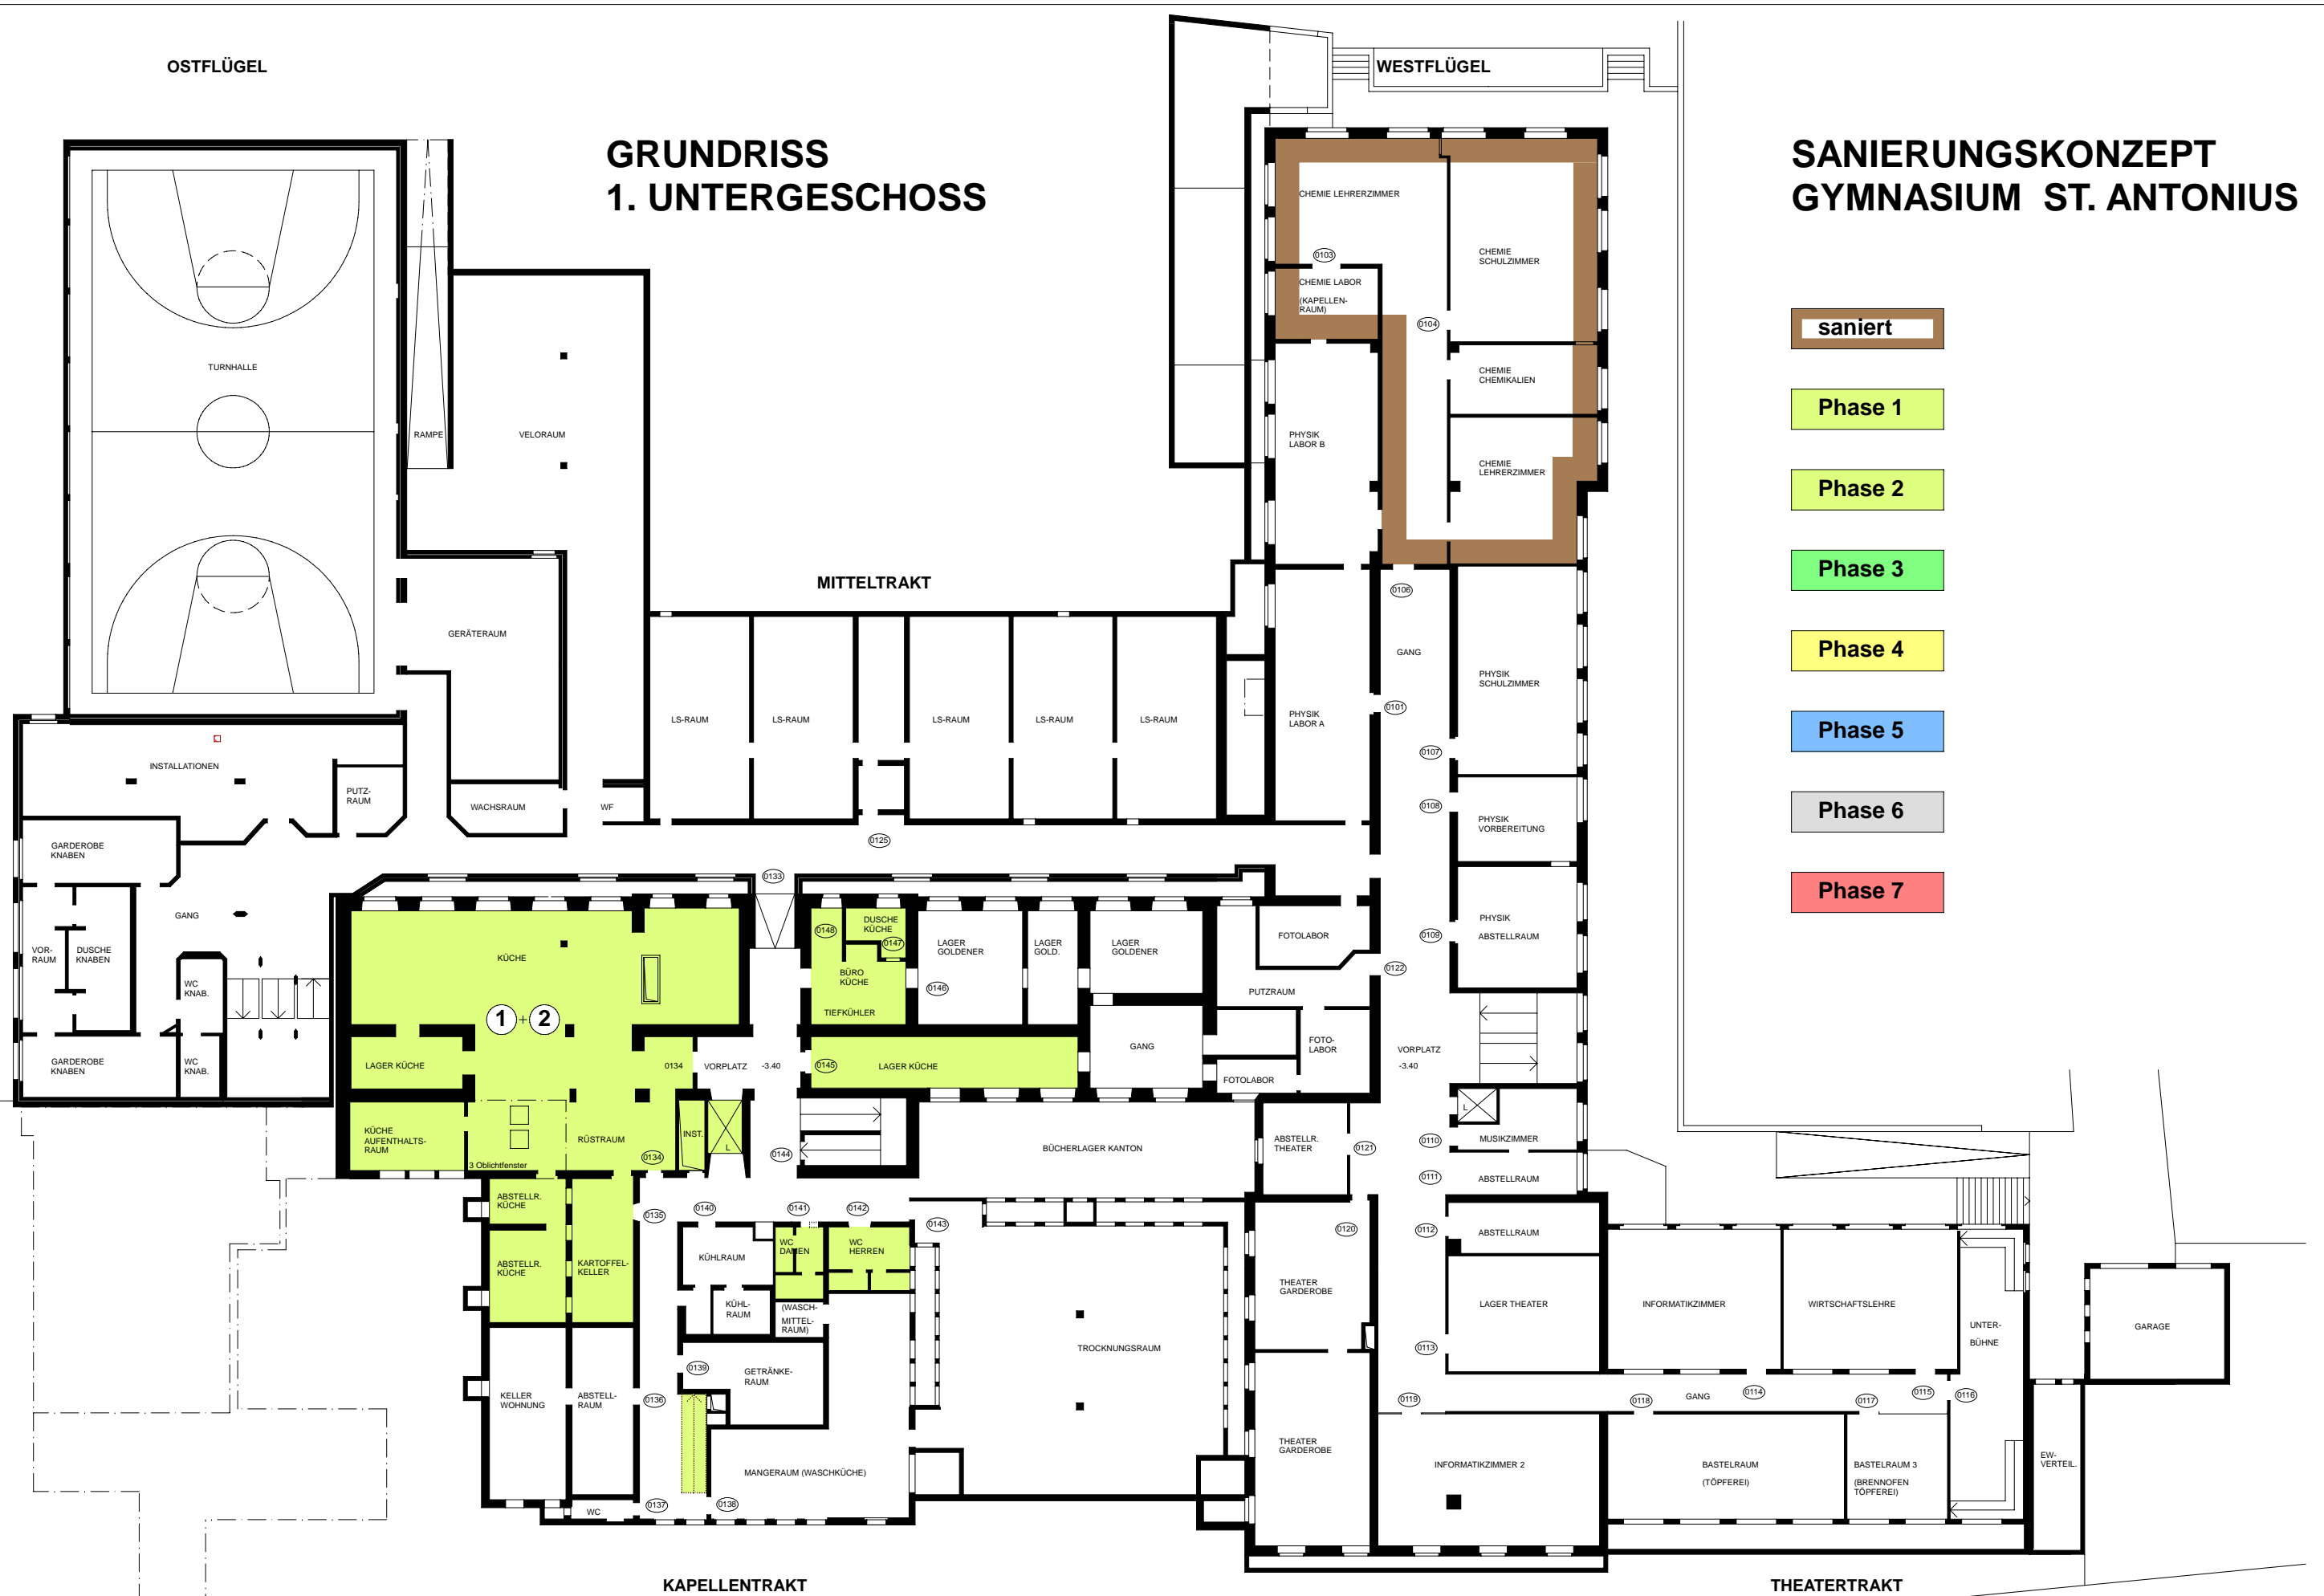 OSTFLÜGEL
WESTFLÜGEL
GRUNDRISS
1. UNTERGESCHOSS
SANIERUNGSKONZEPT
GYMNASIUM ST. ANTONIUS
saniert
Phase 1
Phase 2
Phase 3
Phase 4
Phase 5
Phase 6
Phase 7
MITTELTRAKT
TURNHALLE
RAMPE
VELORAUM
GERÄTERAUM
INSTALLATIONEN
PUTZ-
RAUM
WACHSRAUM
WF
LS-RAUM
LS-RAUM
LS-RAUM
LS-RAUM
LS-RAUM
CHEMIE LEHRERZIMMER
0103
CHEMIE LABOR
(KAPELLEN-
RAUM)
0104
CHEMIE
SCHULZIMMER
CHEMIE
CHEMIKALIEN
CHEMIE
LEHRERZIMMER
PHYSIK
LABOR B
0106
GANG
PHYSIK
SCHULZIMMER
PHYSIK
LABOR A
0101
0107
0108
PHYSIK
VORBEREITUNG
0125
0133
GARDEROBE
KNABEN
GANG
VOR-
RAUM
DUSCHE
KNABEN
WC
KNAB.
GARDEROBE
KNABEN
WC
KNAB.
KÜCHE
1 + 2
LAGER KÜCHE
0134
VORPLATZ
-3.40
KÜCHE
AUFENTHALTS-
RAUM
3 Oblichtfenster
RÜSTRAUM
0134
INST.
L
0148
DUSCHE
KÜCHE
0147
BÜRO
KÜCHE
TIEFKÜHLER
0146
LAGER
GOLDENER
LAGER
GOLD.
LAGER
GOLDENER
0145
LAGER KÜCHE
GANG
0144
BÜCHERLAGER KANTON
FOTOLABOR
PUTZRAUM
FOTO-
LABOR
FOTOLABOR
0122
0109
PHYSIK
ABSTELLRAUM
VORPLATZ
-3.40
L
ABSTELLR.
THEATER
0121
0110
MUSIKZIMMER
0111
ABSTELLRAUM
0120
0112
ABSTELLRAUM
ABSTELLR.
KÜCHE
ABSTELLR.
KÜCHE
KARTOFFEL-
KELLER
0135
0140
0141
0142
0143
KÜHLRAUM
WC
DAMEN
WC
HERREN
KÜHL-
RAUM
(WASCH-
MITTEL-
RAUM)
0139
GETRÄNKE-
RAUM
TROCKNUNGSRAUM
KELLER
WOHNUNG
ABSTELL-
RAUM
0136
MANGERAUM (WASCHKÜCHE)
WC
0137
0138
THEATER
GARDEROBE
THEATER
GARDEROBE
LAGER THEATER
0113
0119
INFORMATIKZIMMER
WIRTSCHAFTSLEHRE
UNTER-
BÜHNE
GARAGE
GANG
0118
0114
0117
0115
0116
INFORMATIKZIMMER 2
BASTELRAUM
(TÖPFEREI)
BASTELRAUM 3
(BRENNOFEN
TÖPFEREI)
EW-
VERTEIL.
KAPELLENTRAKT
THEATERTRAKT